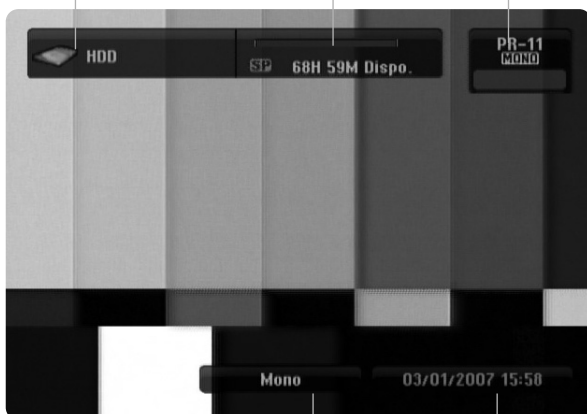 HDD
SP 68H 59M Dispo.
PR-11
MONO
Mono
03/01/2007 15:58